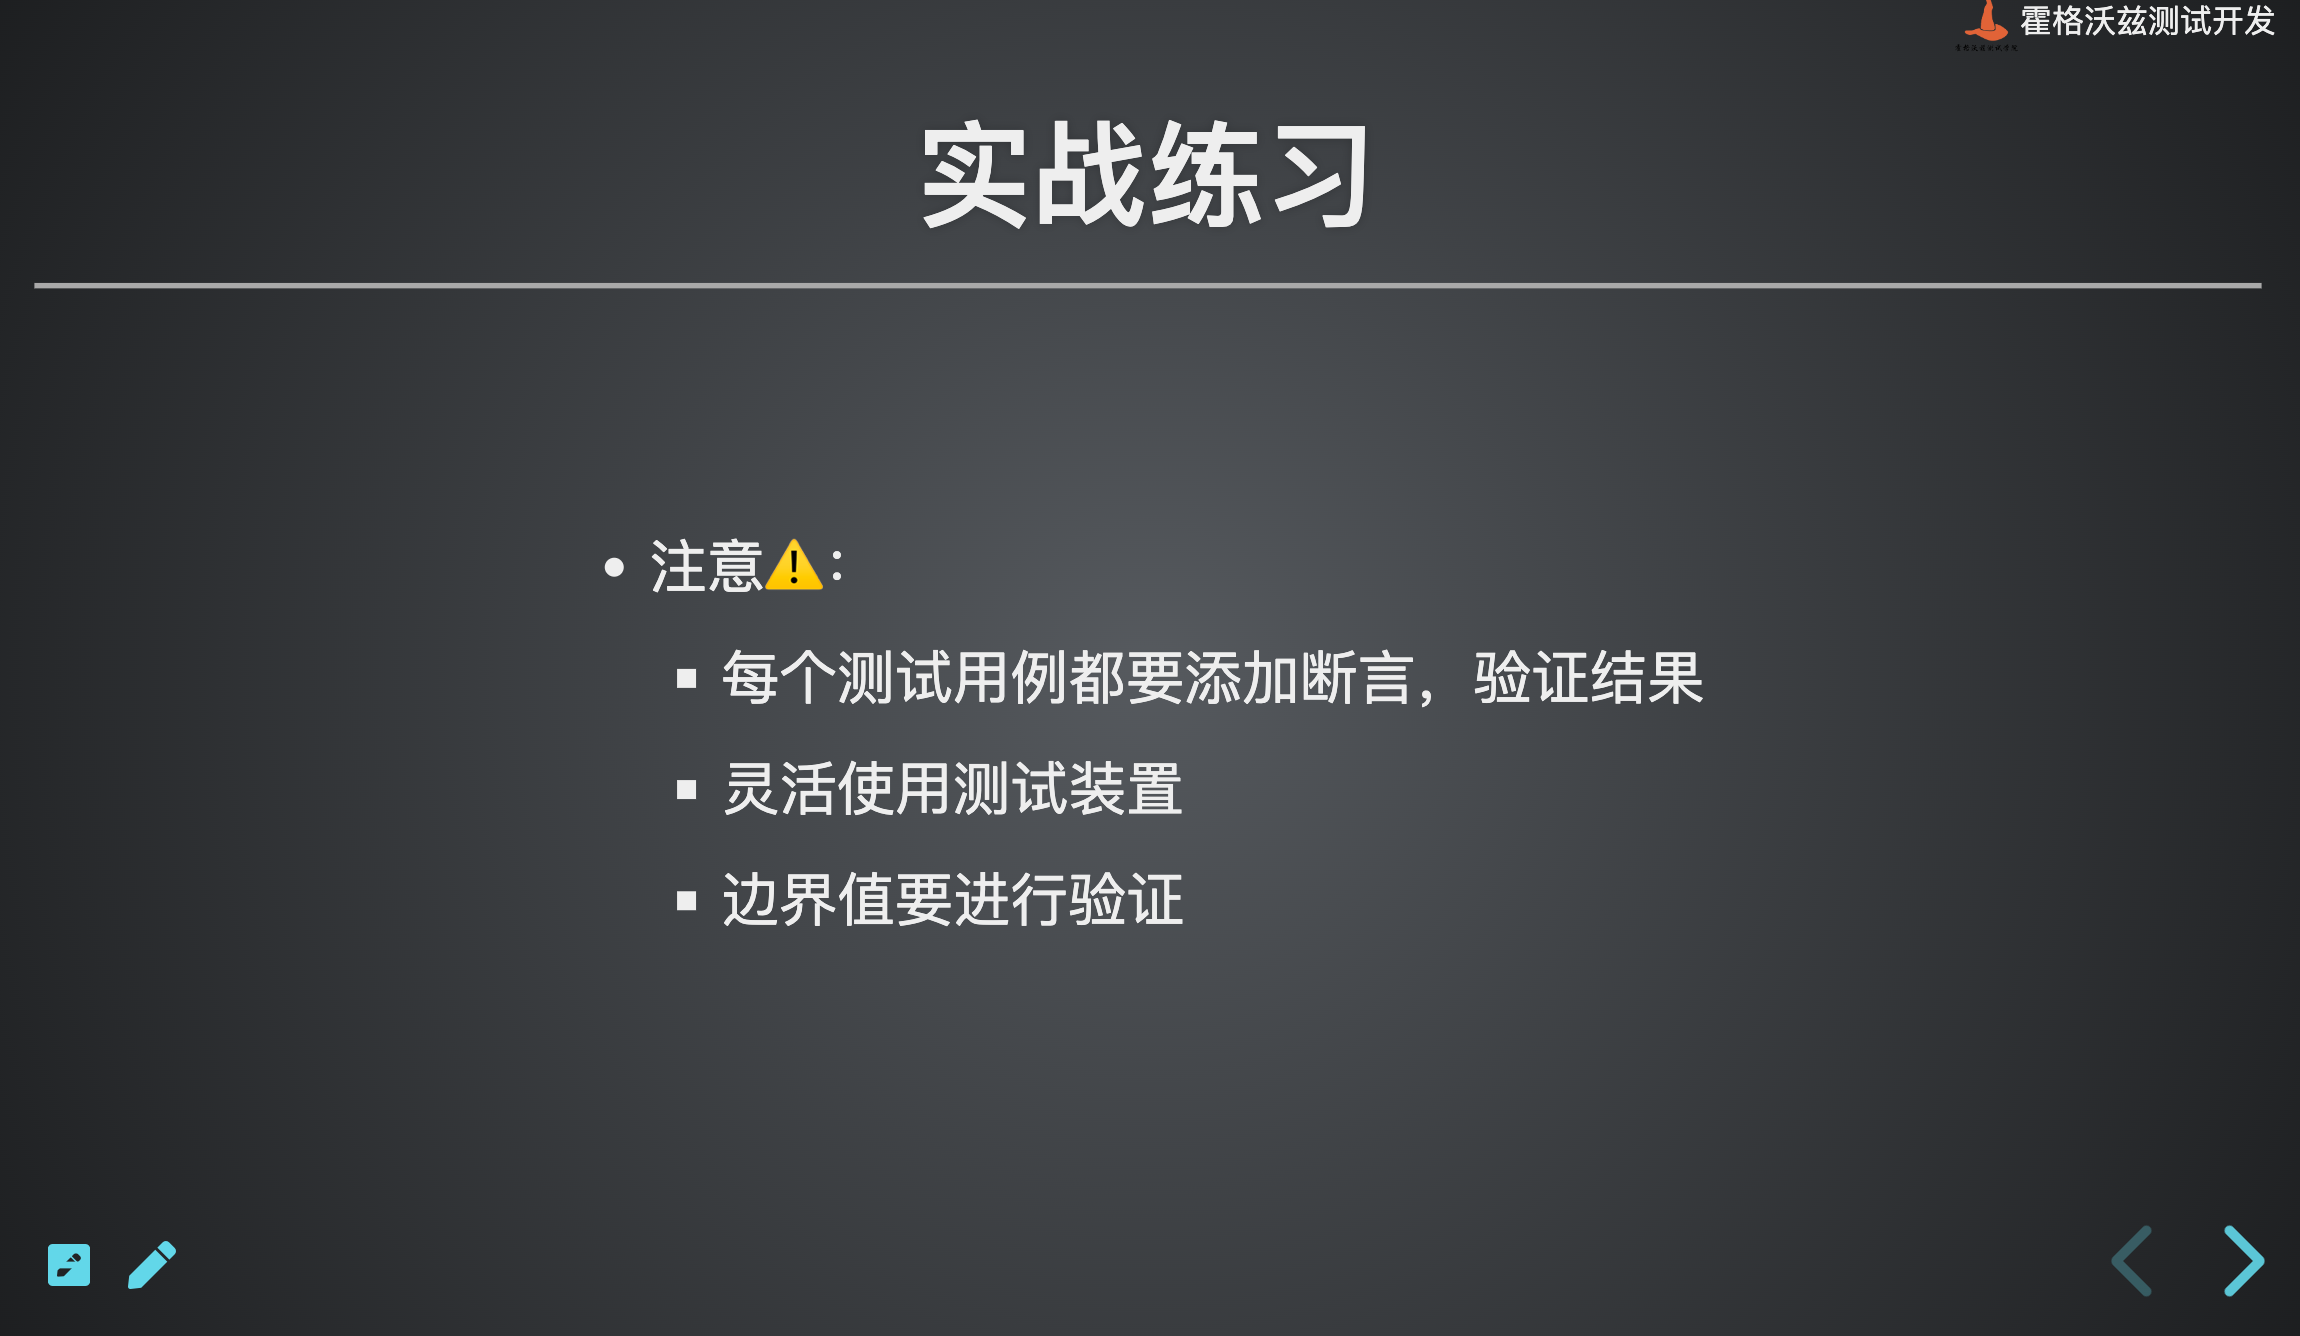 霍格沃兹测试开发
实战练习
注意⚠️：
每个测试用例都要添加断言，验证结果
灵活使用测试装置
边界值要进行验证